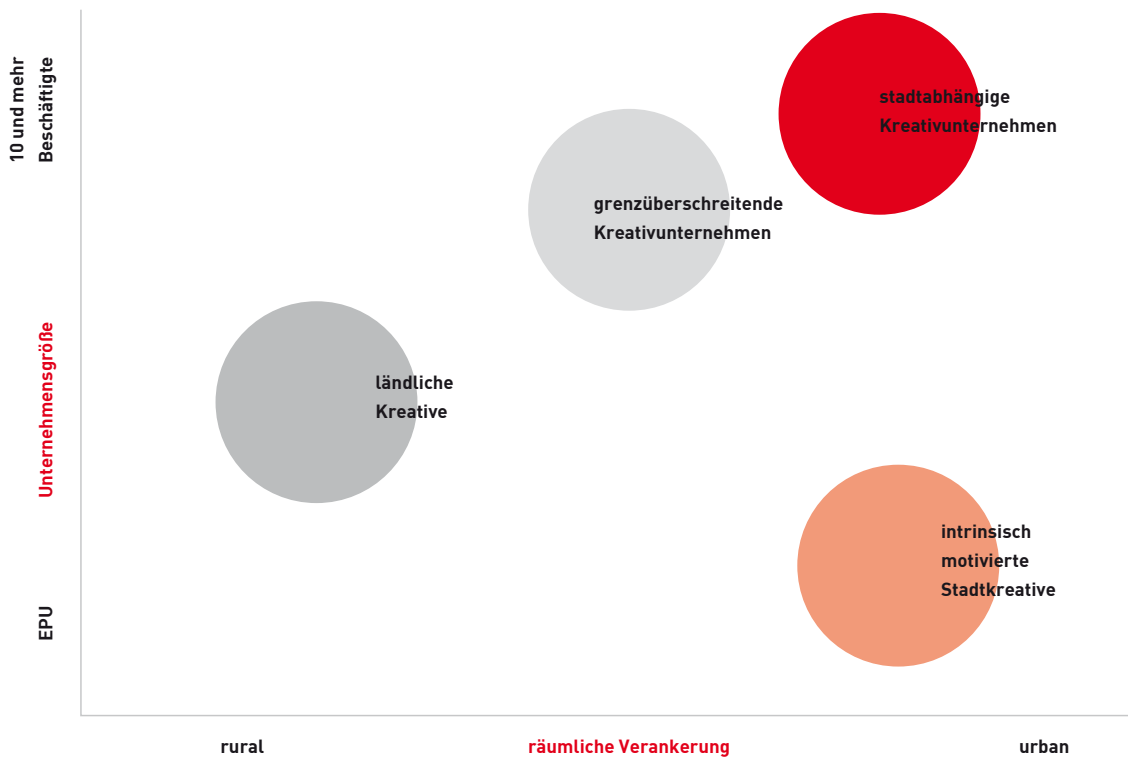 10 und mehr
Beschäftigte
stadtabhängige
Kreativunternehmen
grenzüberschreitende
Kreativunternehmen
Unternehmensgröße
ländliche
Kreative
intrinsisch
motivierte
Stadtkreative
EPU
rural
räumliche Verankerung
urban